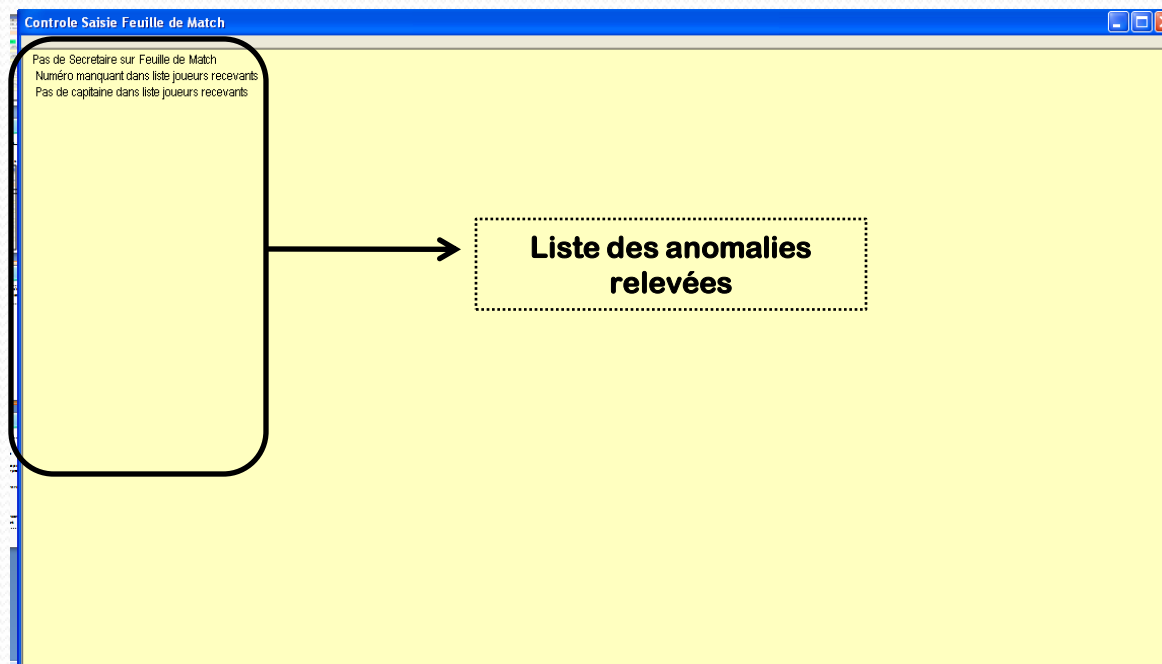 Controle Saisie Feuille de Match
Pas de Secretaire sur Feuille de Match
Numéro manquant dans liste joueurs recevants
Pas de capitaine dans liste joueurs recevants
Liste des anomalies
relevées